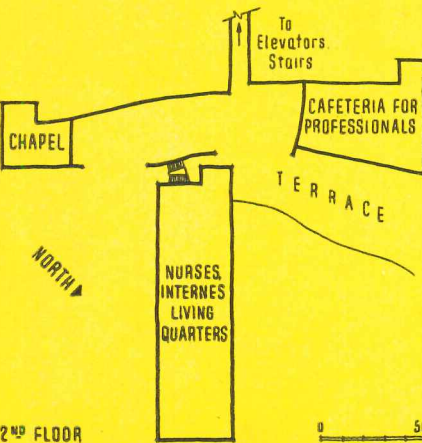 To
Elevators
Stairs
CHAPEL
CAFETERIA FOR
PROFESSIONALS
TERRACE
NORTH
NURSES,
INTERNES
LIVING
QUARTERS
2ND FLOOR
0